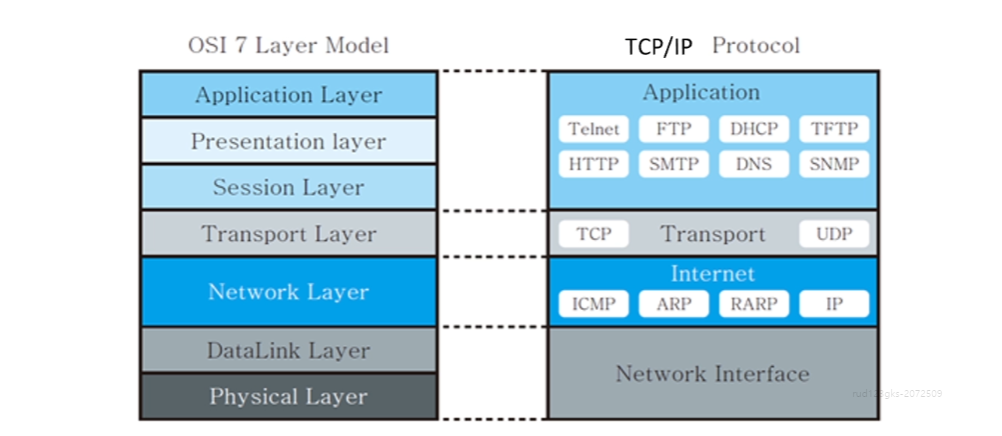 OSI 7 Layer Model
TCP/IP Protocol
Application Layer
Presentation layer
Session Layer
Transport Layer
Network Layer
DataLink Layer
Physical Layer
Application
Telnet FTP DHCP TFTP
HTTP SMTP DNS SNMP
TCP Transport UDP
Internet
ICMP ARP RARP IP
Network Interface